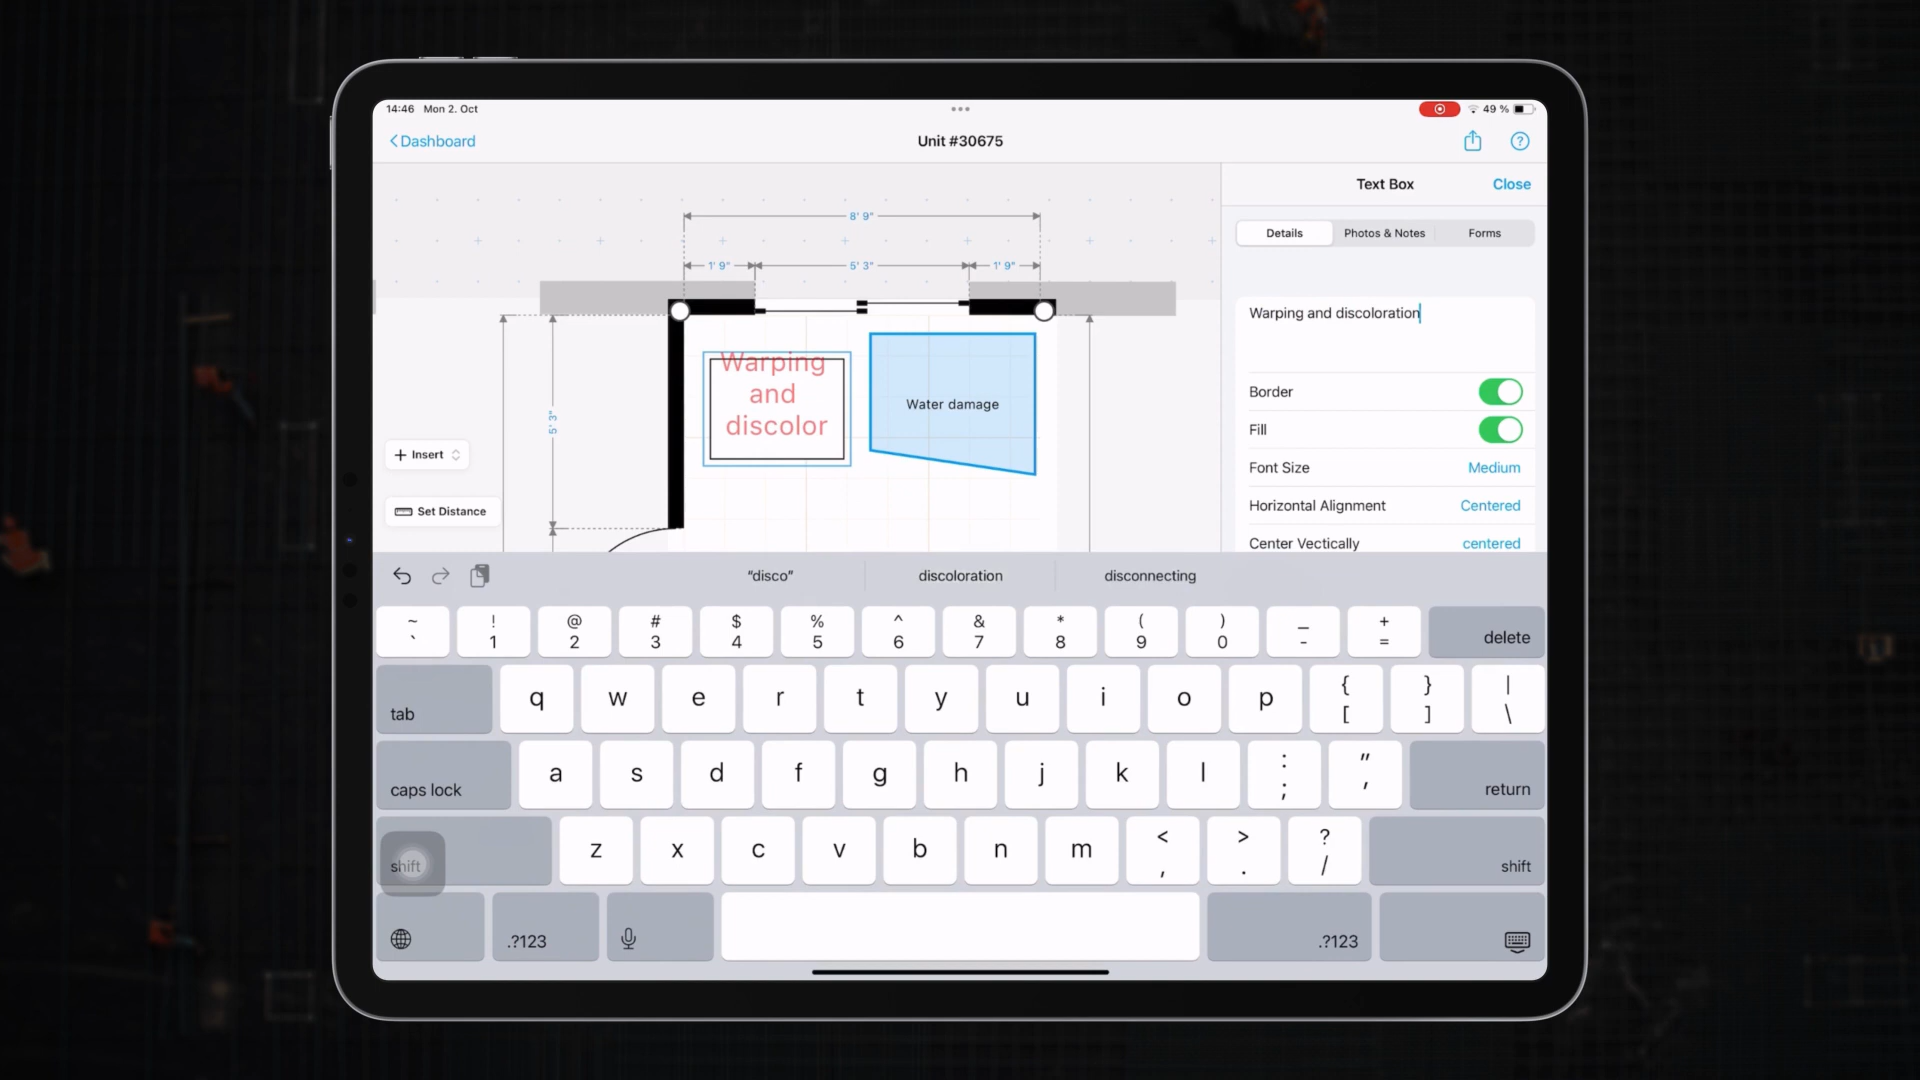 14:46 Mon 2. Oct
49 %
Dashboard
Unit #30675
Text Box
Close
Details
Photos & Notes
Forms
8' 9"
1' 9"
5' 3"
1' 9"
5' 3"
Warping
and
discolor
Water damage
Warping and discoloration
Border
Fill
Font Size
Medium
Horizontal Alignment
Centered
Center Vectically
centered
Insert
Set Distance
“disco”
discoloration
disconnecting
~ ! @ # $ % ^ & * ( ) _ +
` 1 2 3 4 5 6 7 8 9 0 - = delete
tab q w e r t y u i o p { [ } ] | \
caps lock a s d f g h j k l : ; " ' return
shift z x c v b n m < , > . ? / shift
.?123 .?123